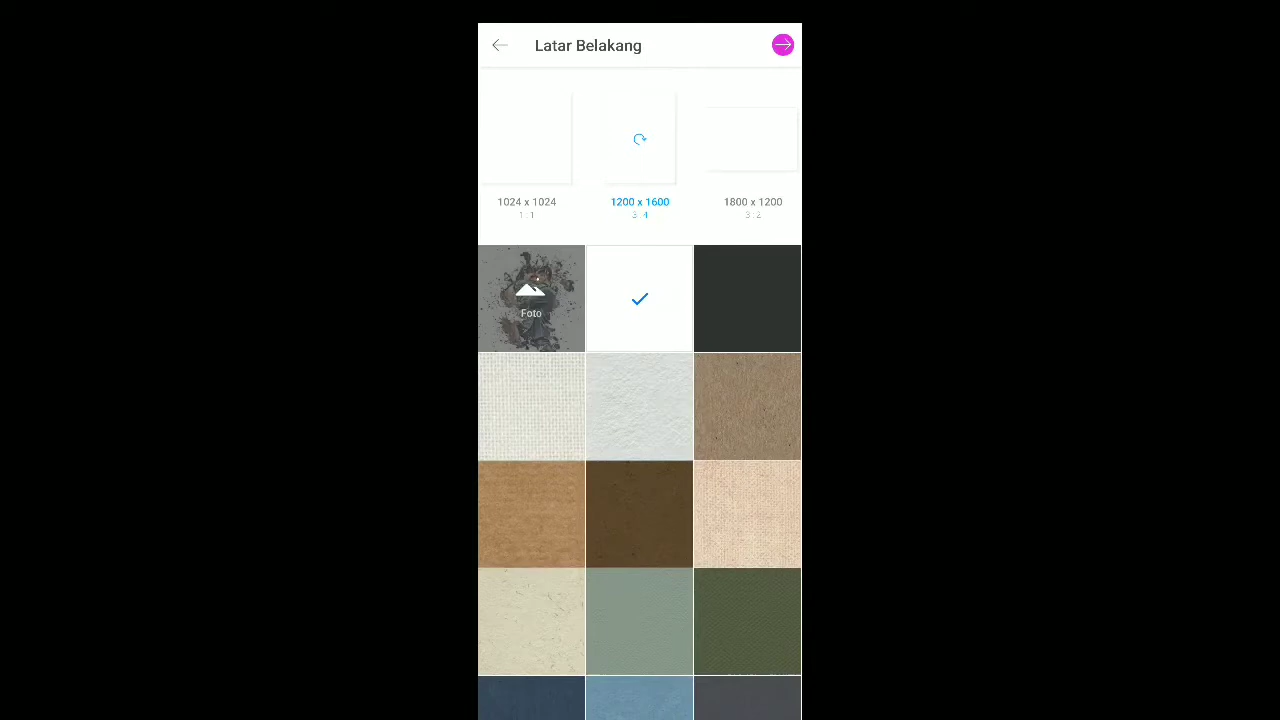 Latar Belakang
1024 x 1024
1 : 1
1200 x 1600
3 : 4
1800 x 1200
3 : 2
Foto